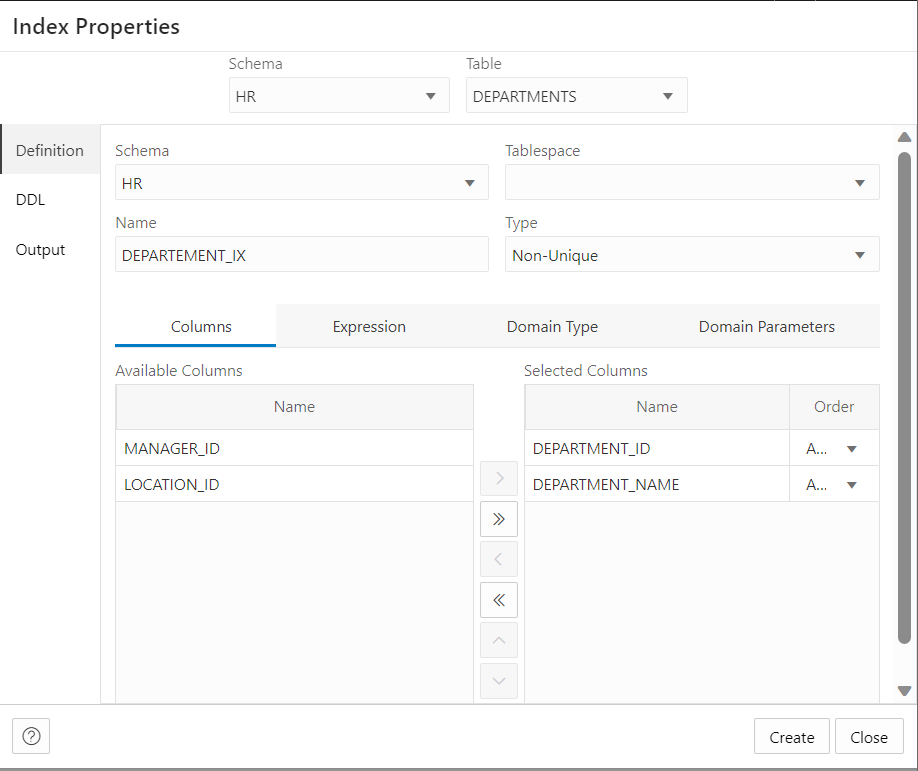 Index Properties
Schema Table
HR DEPARTMENTS
Definition
DDL
Output
Schema Tablespace
HR
Name Type
DEPARTEMENT_IX Non-Unique
Columns Expression Domain Type Domain Parameters
Available Columns Selected Columns
Name Name Order
MANAGER_ID DEPARTMENT_ID A...
LOCATION_ID DEPARTMENT_NAME A...
Create Close